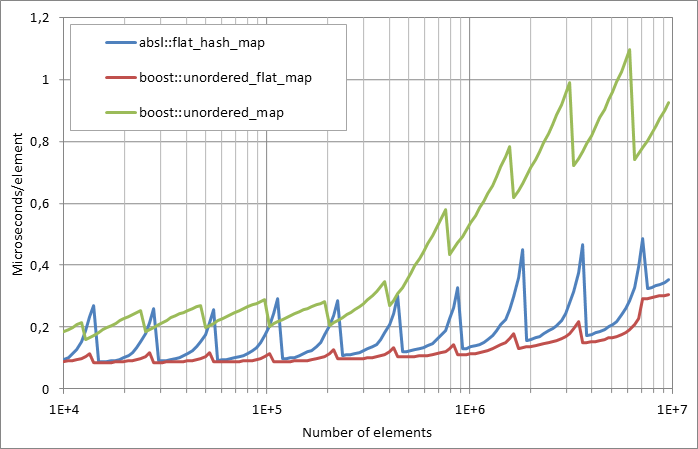 1,2
absl::flat_hash_map
boost::unordered_flat_map
boost::unordered_map
1
0,8
0,6
0,4
0,2
0
Microseconds/element
1E+4
1E+5
1E+6
1E+7
Number of elements